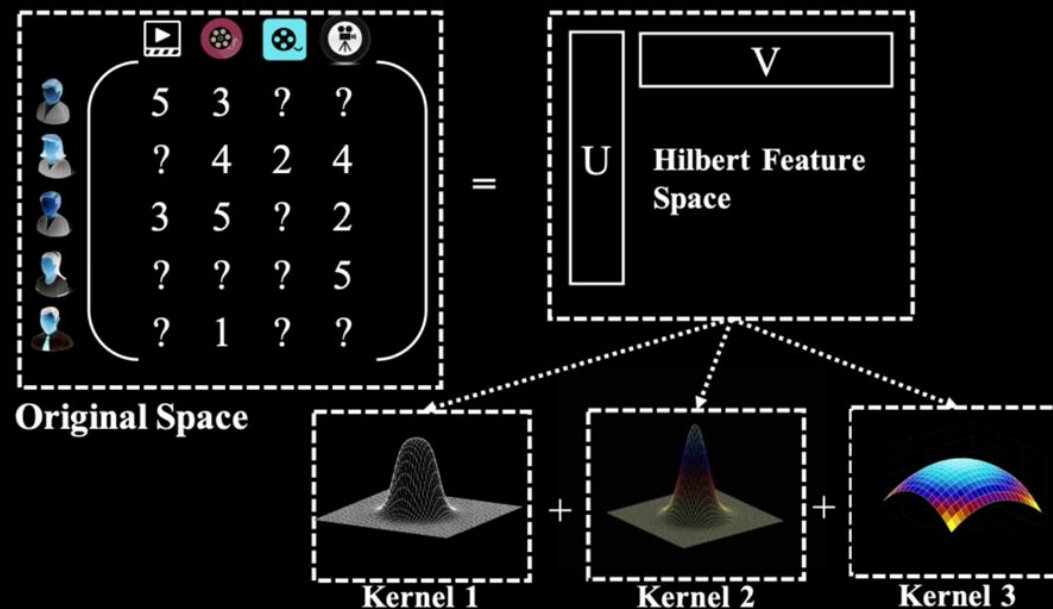 5 3 ? ?
? 4 2 4
3 5 ? 2
? ? ? 5
? 1 ? ?
Original Space
=
V
U
Hilbert Feature
Space
+
+
Kernel 1
Kernel 2
Kernel 3